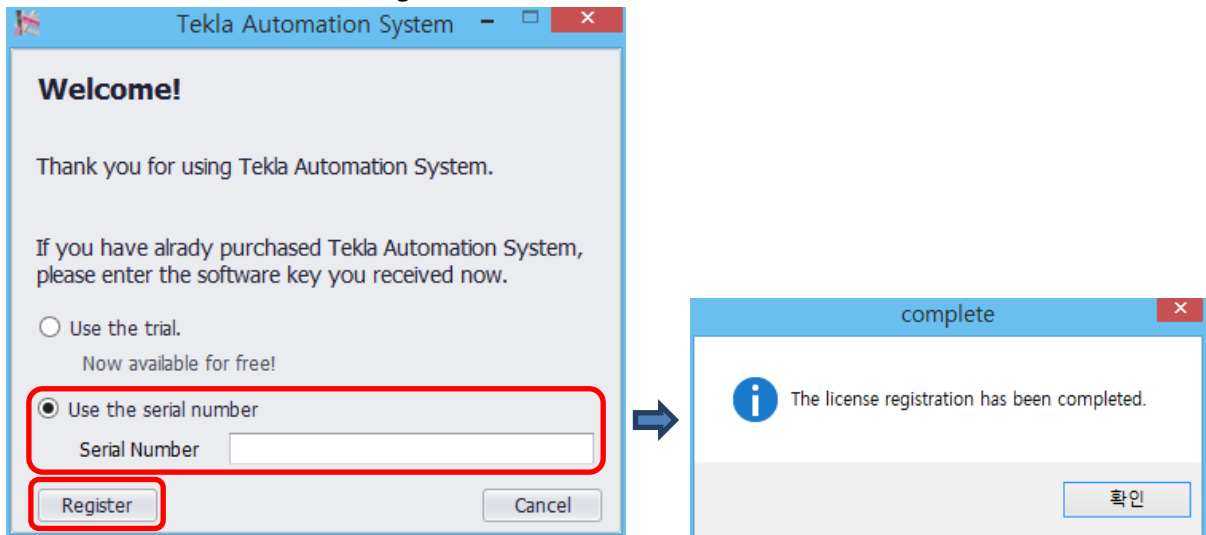 Tekla Automation System
Welcome!
Thank you for using Tekla Automation System.
If you have alrady purchased Tekla Automation System,
please enter the software key you received now.
Use the trial.
Now available for free!
Use the serial number
Serial Number
Register
Cancel
complete
The license registration has been completed.
확인